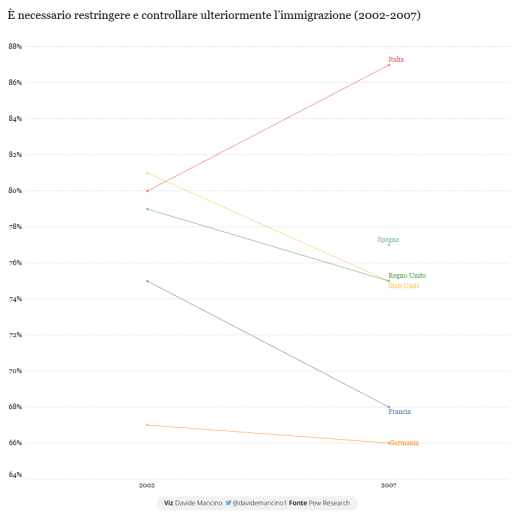 È necessario restringere e controllare ulteriormente l'immigrazione (2002-2007)
88%
Italia
86%
84%
82%
80%
78%
Spagna
76%
Regno Unito
Stati Uniti
74%
72%
70%
68%
Francia
66%
Germania
64%
2002 2007
Viz Davide Mancino @davidemancino1 Fonte Pew Research